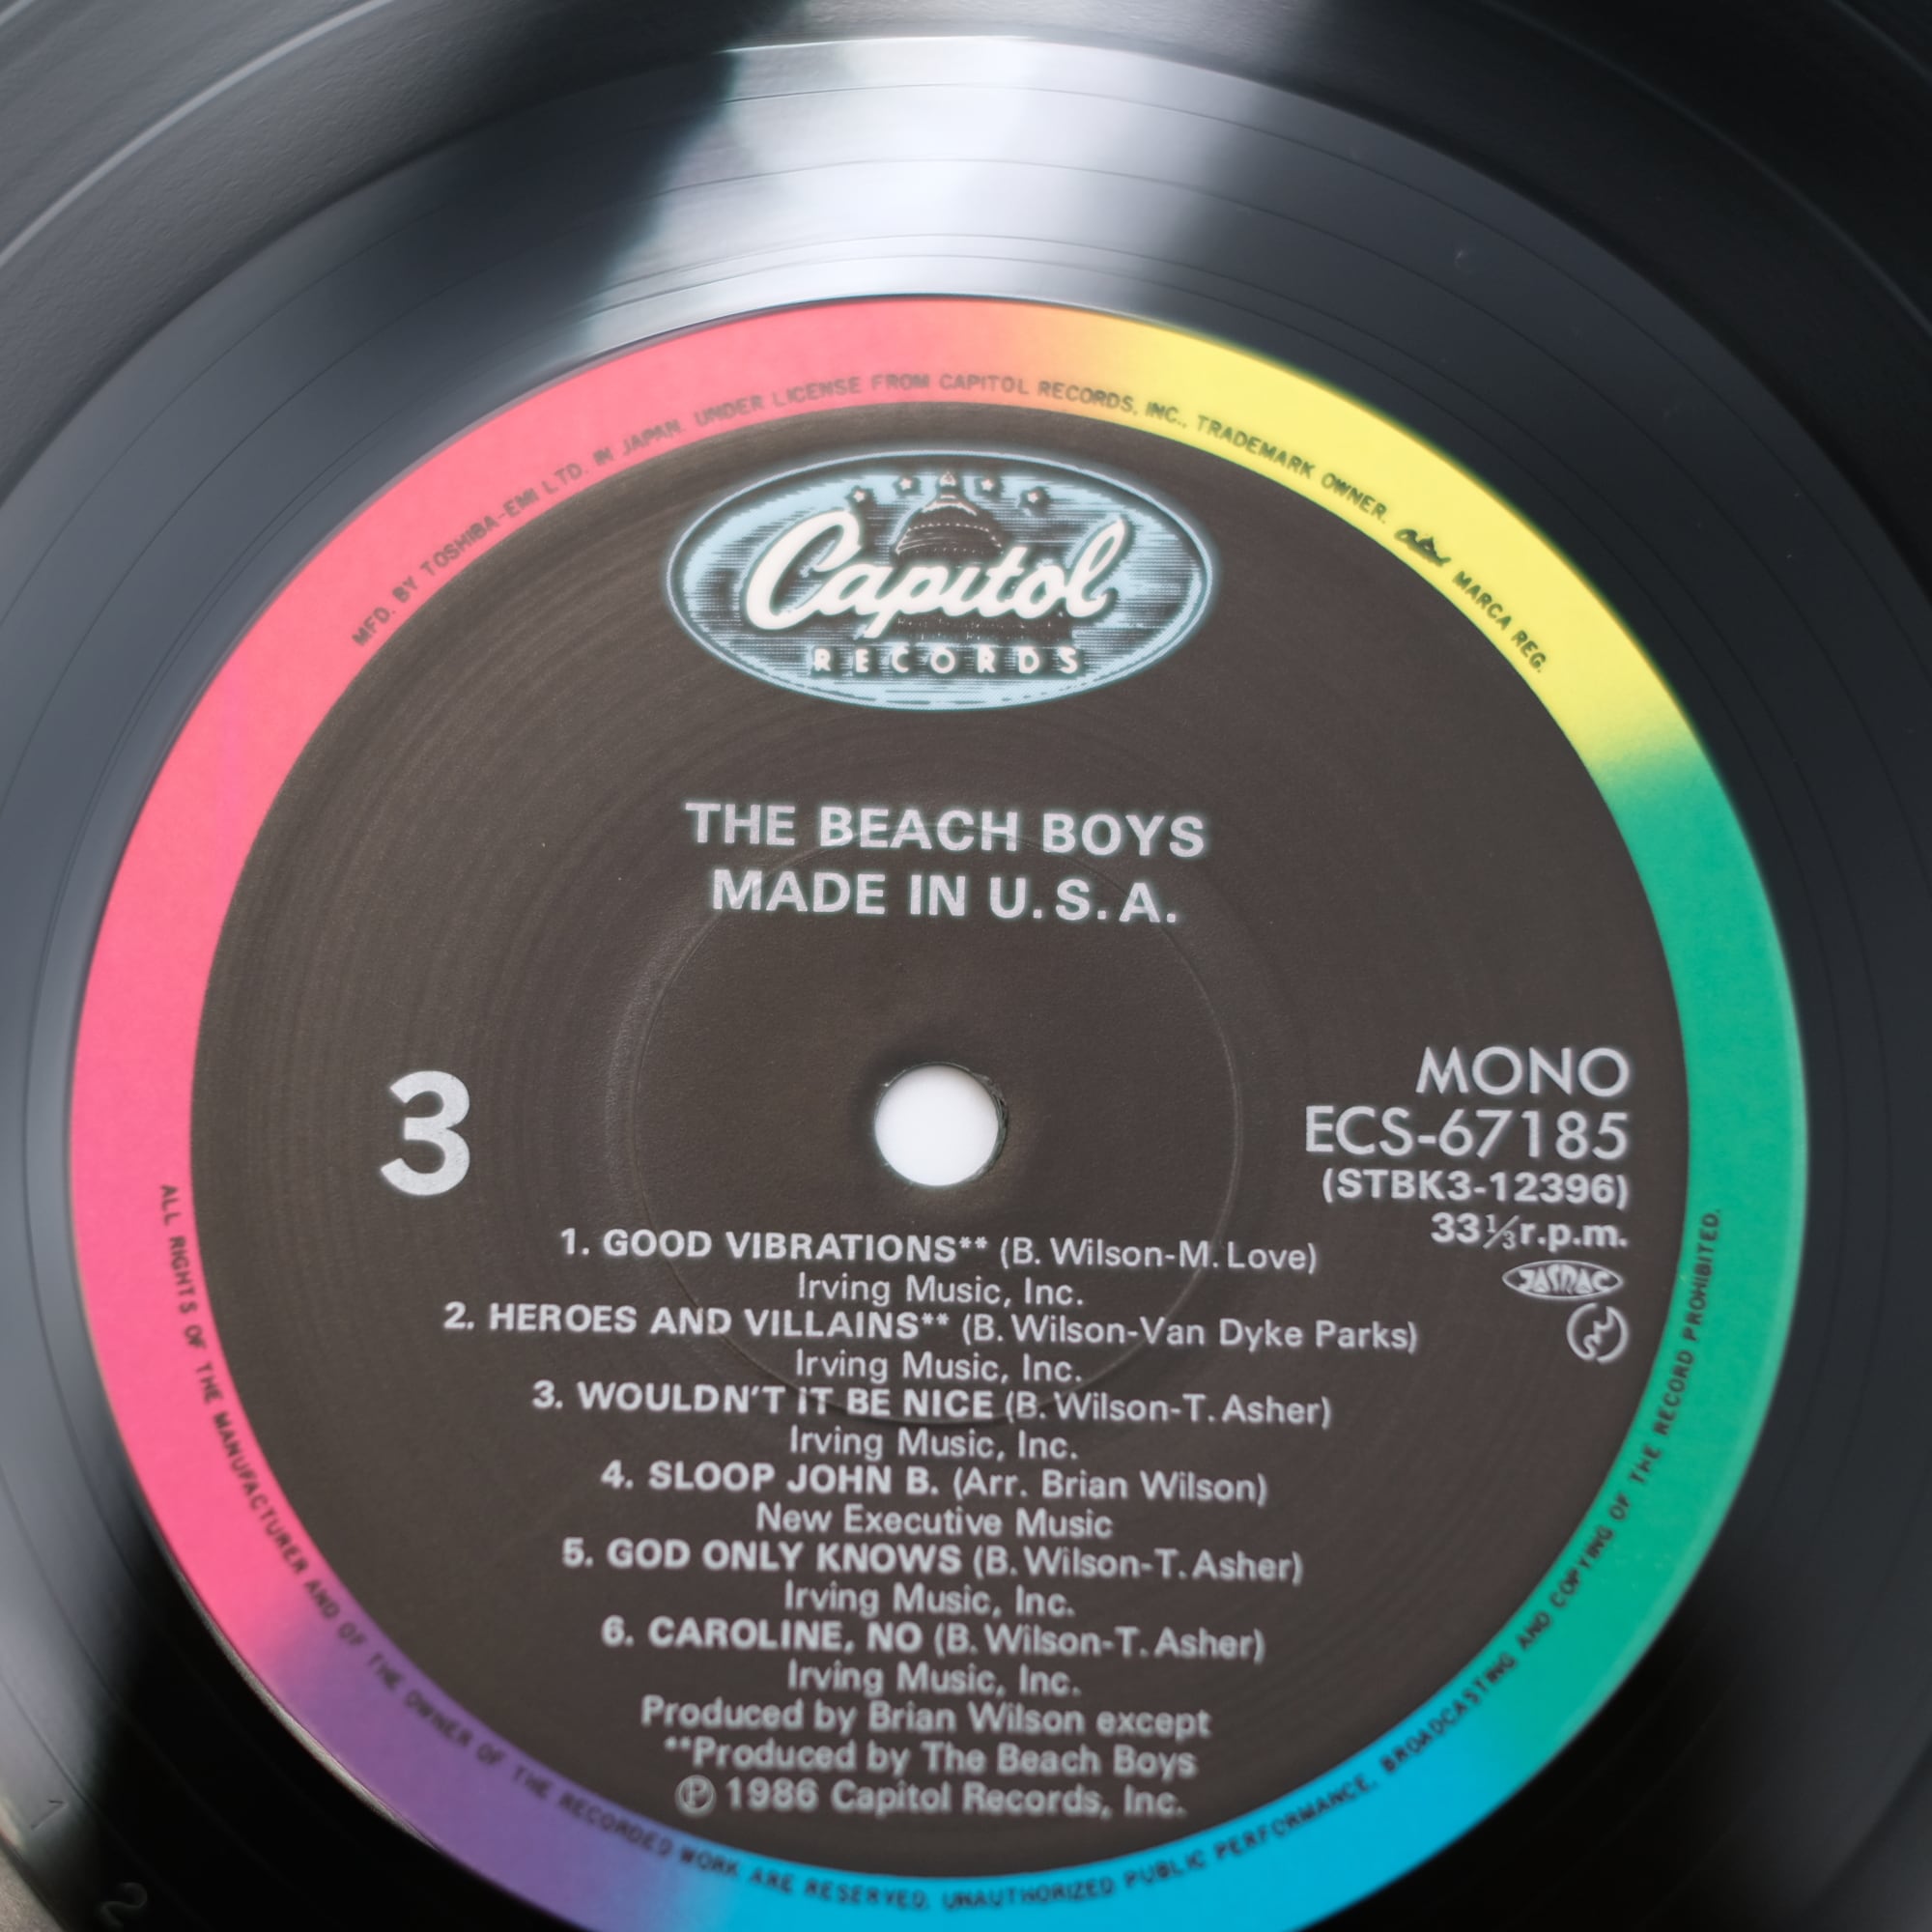 MFD. BY TOSHIBA-EMI LTD. IN JAPAN. UNDER LICENSE FROM CAPITOL RECORDS, INC., TRADEMARK OWNER. MARCA REG.
Capitol
RECORDS
THE BEACH BOYS
MADE IN U.S.A.
3
MONO
ECS-67185
(STBK3-12396)
33⅓r.p.m.
JASRAC
1. GOOD VIBRATIONS** (B. Wilson-M. Love)
Irving Music, Inc.
2. HEROES AND VILLAINS** (B. Wilson-Van Dyke Parks)
Irving Music, Inc.
3. WOULDN'T IT BE NICE (B. Wilson-T. Asher)
Irving Music, Inc.
4. SLOOP JOHN B. (Arr. Brian Wilson)
New Executive Music
5. GOD ONLY KNOWS (B. Wilson-T. Asher)
Irving Music, Inc.
6. CAROLINE, NO (B. Wilson-T. Asher)
Irving Music, Inc.
Produced by Brian Wilson except
**Produced by The Beach Boys
℗ 1986 Capitol Records, Inc.
ALL RIGHTS OF THE MANUFACTURER AND OF THE OWNER OF THE RECORDED WORK ARE RESERVED. UNAUTHORIZED PUBLIC PERFORMANCE, BROADCASTING AND COPYING OF THE RECORD PROHIBITED.
1
2